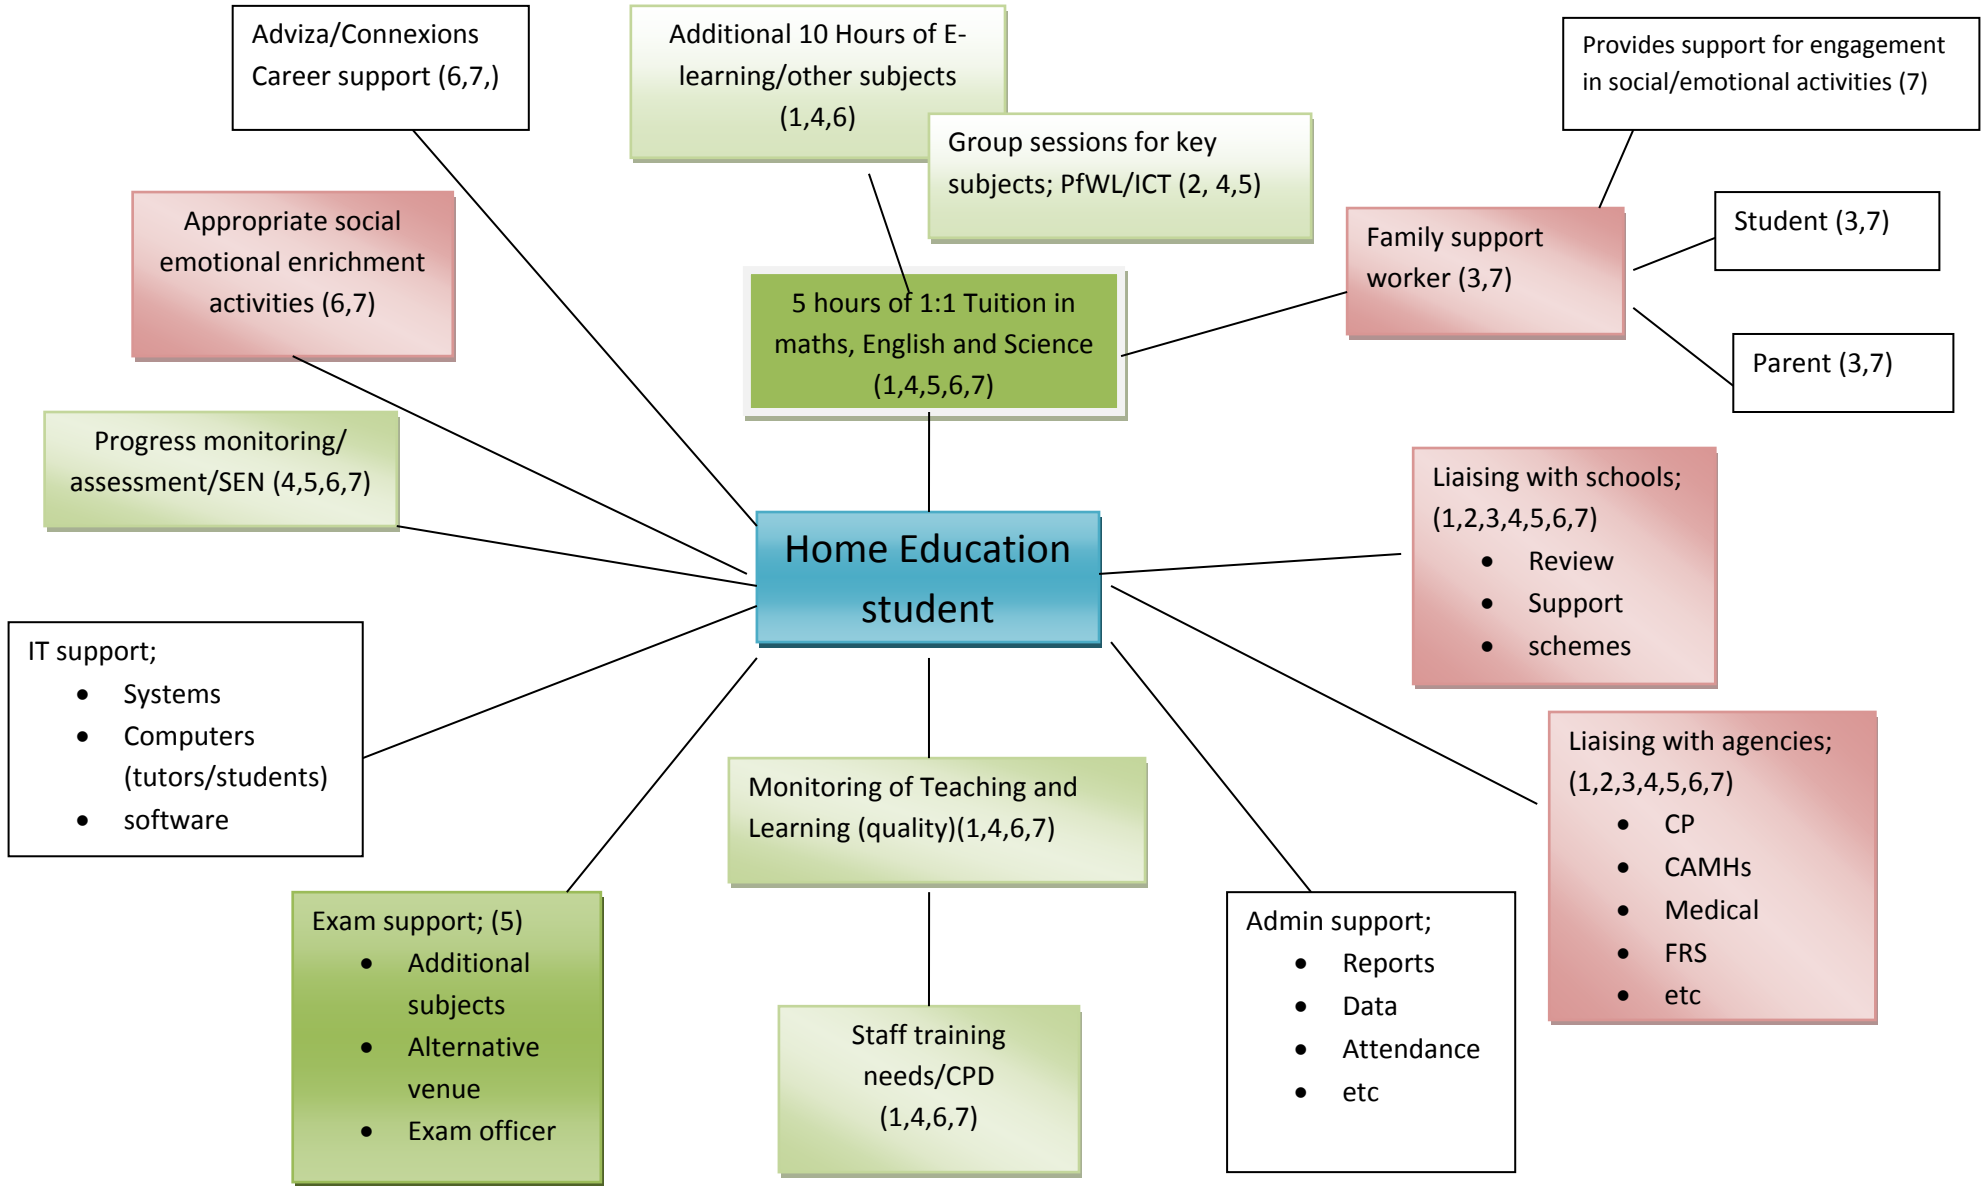 Adviza/Connexions
Career support (6,7,)
Additional 10 Hours of E-
learning/other subjects
(1,4,6)
Group sessions for key
subjects; PfWL/ICT (2, 4,5)
Provides support for engagement
in social/emotional activities (7)
Appropriate social
emotional enrichment
activities (6,7)
5 hours of 1:1 Tuition in
maths, English and Science
(1,4,5,6,7)
Family support
worker (3,7)
Student (3,7)
Parent (3,7)
Progress monitoring/
assessment/SEN (4,5,6,7)
Home Education
student
Liaising with schools;
(1,2,3,4,5,6,7)
• Review
• Support
• schemes
IT support;
• Systems
• Computers
(tutors/students)
• software
Monitoring of Teaching and
Learning (quality)(1,4,6,7)
Liaising with agencies;
(1,2,3,4,5,6,7)
• CP
• CAMHs
• Medical
• FRS
• etc
Exam support; (5)
• Additional
subjects
• Alternative
venue
• Exam officer
Staff training
needs/CPD
(1,4,6,7)
Admin support;
• Reports
• Data
• Attendance
• etc